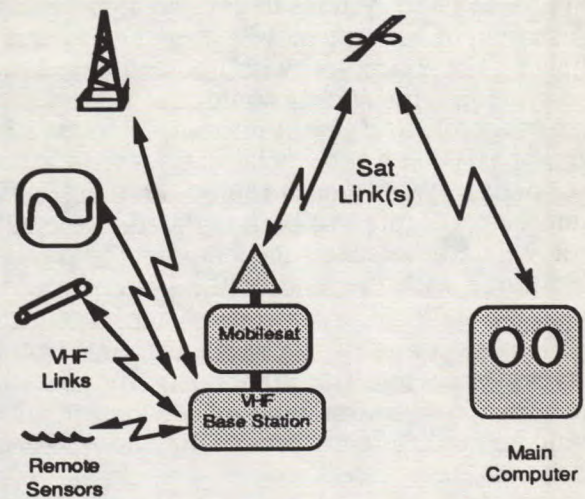 Sat
Link(s)
Mobilesat
VHF
Links
VHF
Base Station
Remote
Sensors
Main
Computer